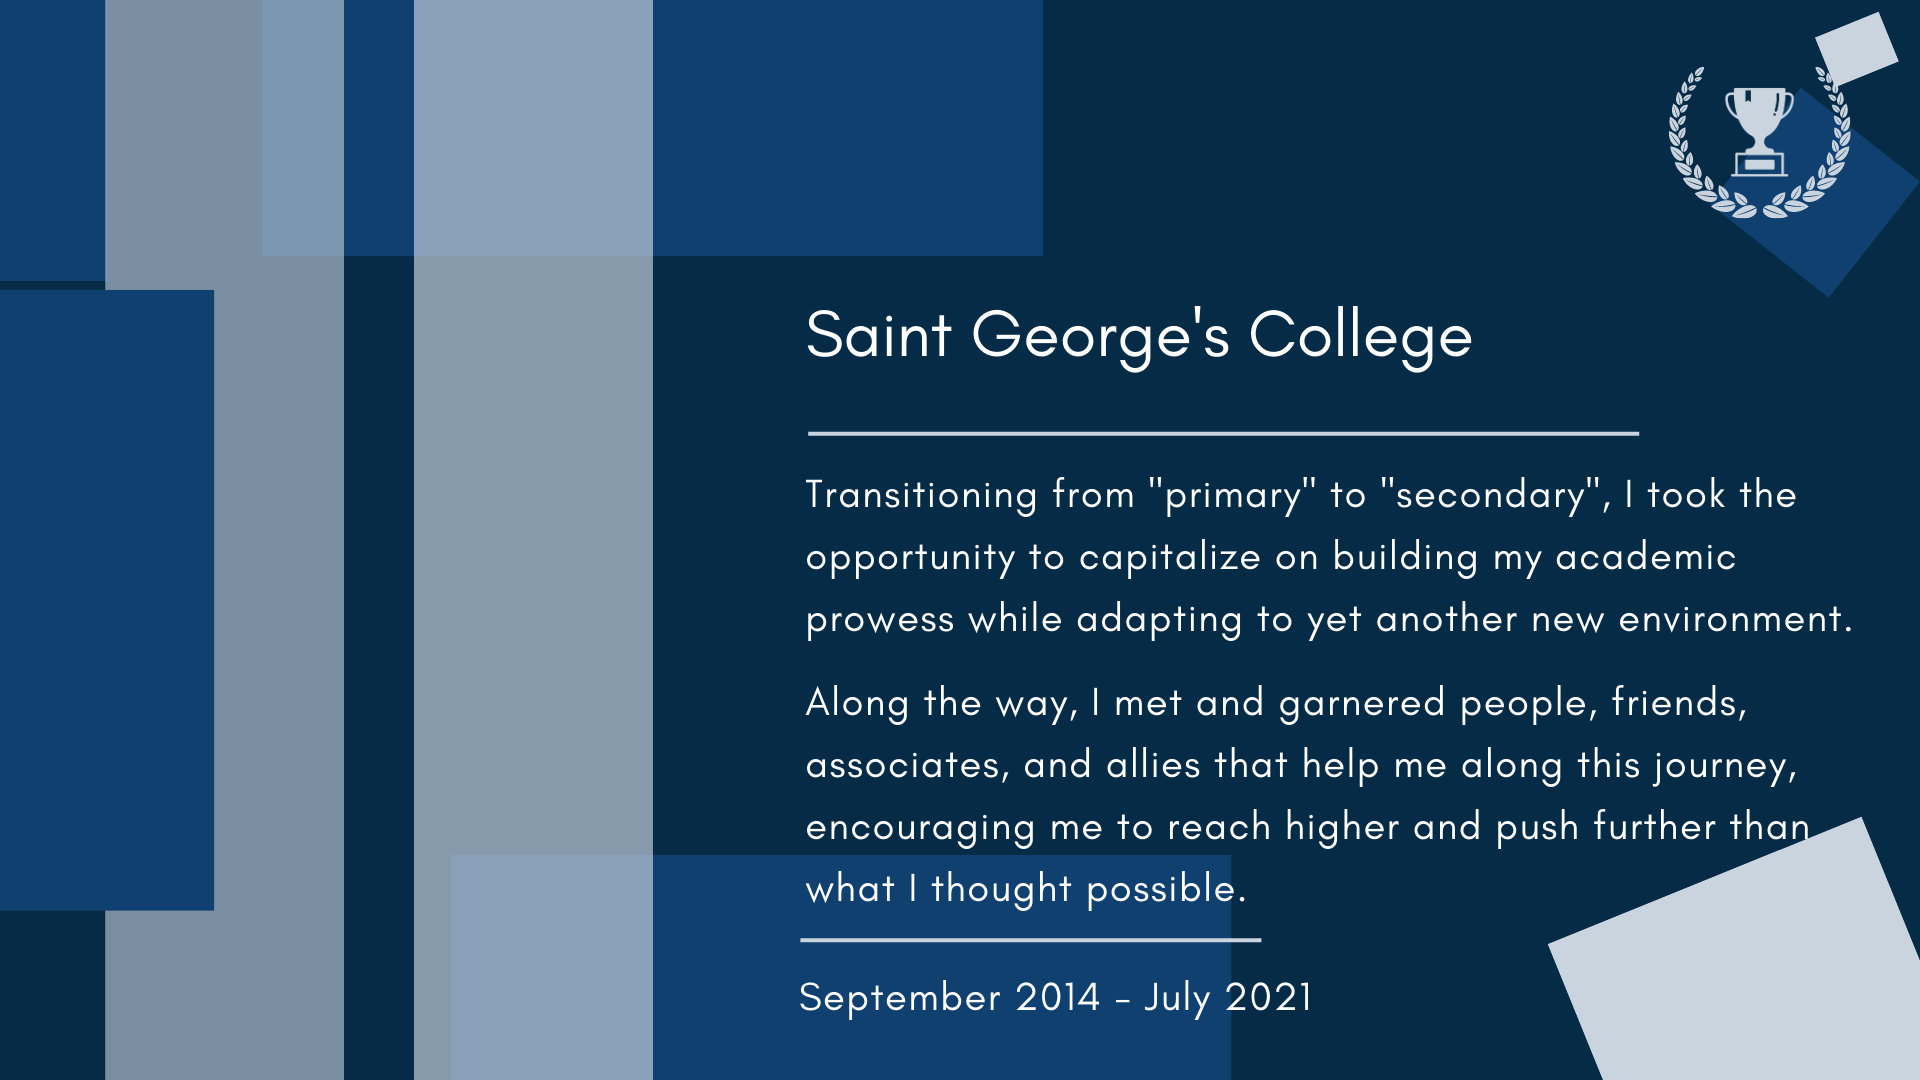 Saint George's College
Transitioning from "primary" to "secondary", I took the
opportunity to capitalize on building my academic
prowess while adapting to yet another new environment.
Along the way, I met and garnered people, friends,
associates, and allies that help me along this journey,
encouraging me to reach higher and push further than
what I thought possible.
September 2014 - July 2021